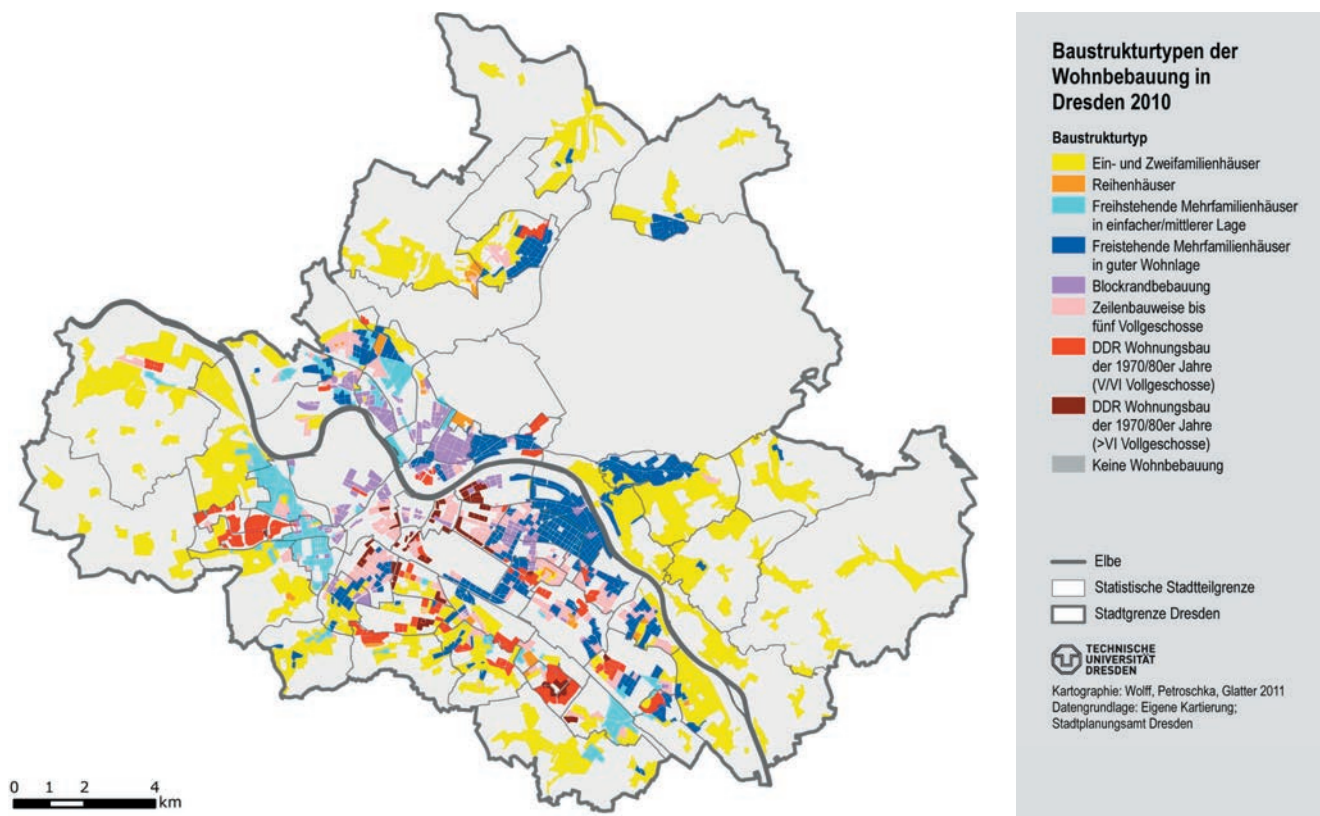 Baustrukturtypen der
Wohnbebauung in
Dresden 2010
Baustrukturtyp
Ein- und Zweifamilienhäuser
Reihenhäuser
Freihstehende Mehrfamilienhäuser
in einfacher/mittlerer Lage
Freistehende Mehrfamilienhäuser
in guter Wohnlage
Blockrandbebauung
Zeilenbauweise bis
fünf Vollgeschosse
DDR Wohnungsbau
der 1970/80er Jahre
(V/VI Vollgeschosse)
DDR Wohnungsbau
der 1970/80er Jahre
(>VI Vollgeschosse)
Keine Wohnbebauung
Elbe
Statistische Stadtteilgrenze
Stadtgrenze Dresden
TECHNISCHE
UNIVERSITÄT
DRESDEN
Kartographie: Wolff, Petroschka, Glatter 2011
Datengrundlage: Eigene Kartierung;
Stadtplanungsamt Dresden
0 1 2 4
km